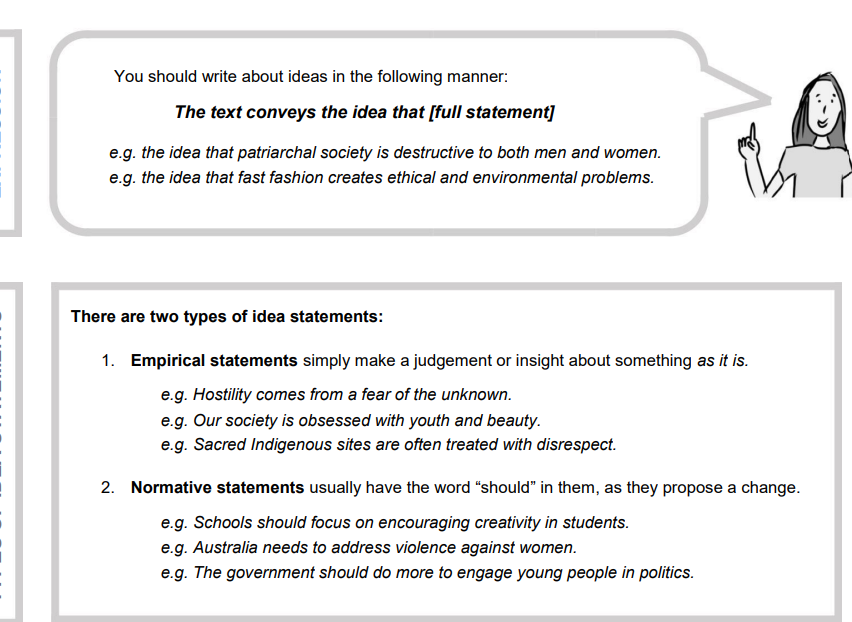 You should write about ideas in the following manner:
The text conveys the idea that [full statement]
e.g. the idea that patriarchal society is destructive to both men and women.
e.g. the idea that fast fashion creates ethical and environmental problems.
There are two types of idea statements:
1. Empirical statements simply make a judgement or insight about something as it is.
e.g. Hostility comes from a fear of the unknown.
e.g. Our society is obsessed with youth and beauty.
e.g. Sacred Indigenous sites are often treated with disrespect.
2. Normative statements usually have the word “should” in them, as they propose a change.
e.g. Schools should focus on encouraging creativity in students.
e.g. Australia needs to address violence against women.
e.g. The government should do more to engage young people in politics.